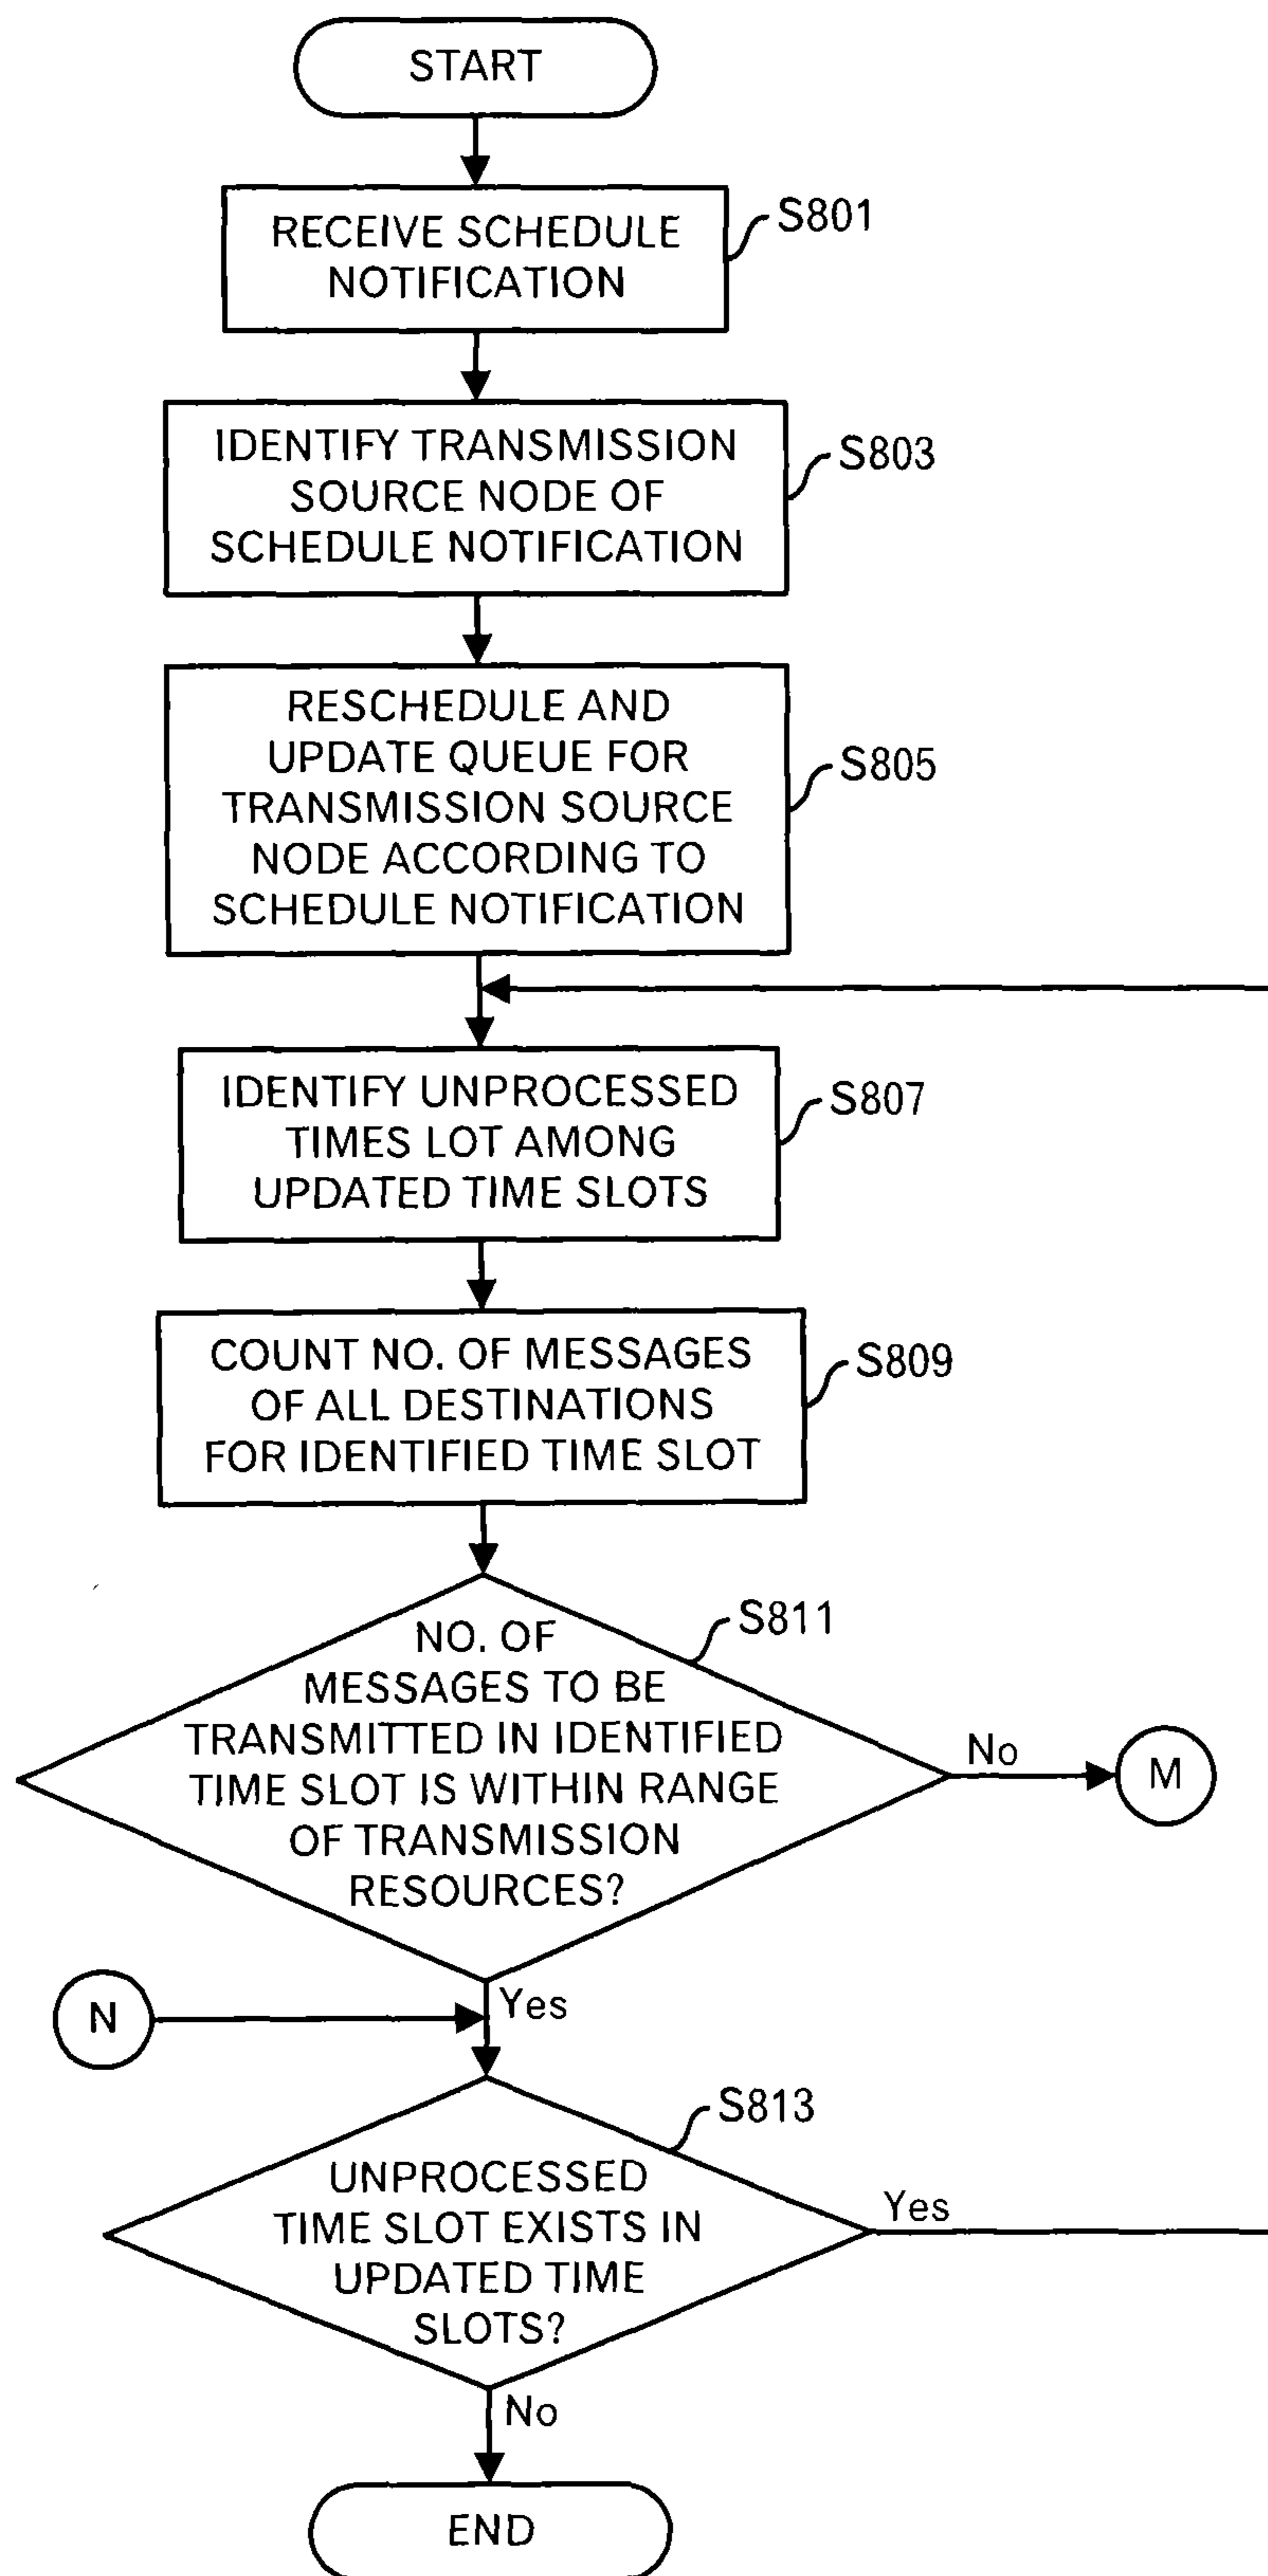 START
RECEIVE SCHEDULE
NOTIFICATION
S801
IDENTIFY TRANSMISSION
SOURCE NODE OF
SCHEDULE NOTIFICATION
S803
RESCHEDULE AND
UPDATE QUEUE FOR
TRANSMISSION SOURCE
NODE ACCORDING TO
SCHEDULE NOTIFICATION
S805
IDENTIFY UNPROCESSED
TIMES LOT AMONG
UPDATED TIME SLOTS
S807
COUNT NO. OF MESSAGES
OF ALL DESTINATIONS
FOR IDENTIFIED TIME SLOT
S809
NO. OF
MESSAGES TO BE
TRANSMITTED IN IDENTIFIED
TIME SLOT IS WITHIN RANGE
OF TRANSMISSION
RESOURCES?
S811
No
M
N
Yes
UNPROCESSED
TIME SLOT EXISTS IN
UPDATED TIME
SLOTS?
S813
Yes
No
END